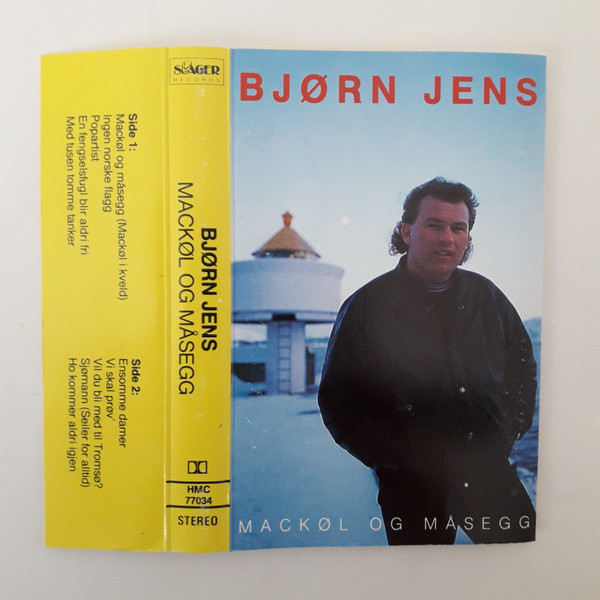 Side 1:
Mackøl og måsegg (Mackøl i kveld)
Ingen norske flagg
Popartist
En fengselsfugl blir aldri fri
Med tusen tomme tanker
Side 2:
Ensomme damer
Vi skal prøv'
Vil du bli med til Tromsø?
Sjømann (Seiler for alltid)
Ho kommer aldri igjen
SLAGER
RECORDS
BJØRN JENS
MACKØL OG MÅSEGG
HMC
77034
STEREO
BJØRN JENS
MACKØL OG MÅSEGG